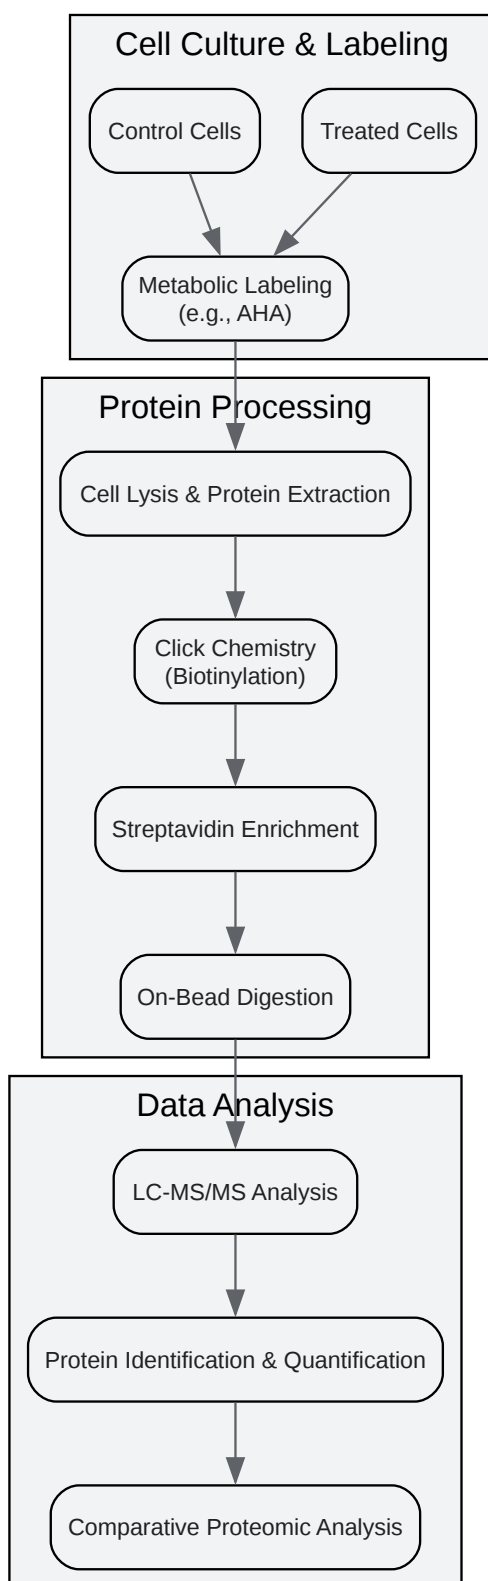 Cell Culture & Labeling
Control Cells
Treated Cells
Metabolic Labeling
(e.g., AHA)
Protein Processing
Cell Lysis & Protein Extraction
Click Chemistry
(Biotinylation)
Streptavidin Enrichment
On-Bead Digestion
Data Analysis
LC-MS/MS Analysis
Protein Identification & Quantification
Comparative Proteomic Analysis